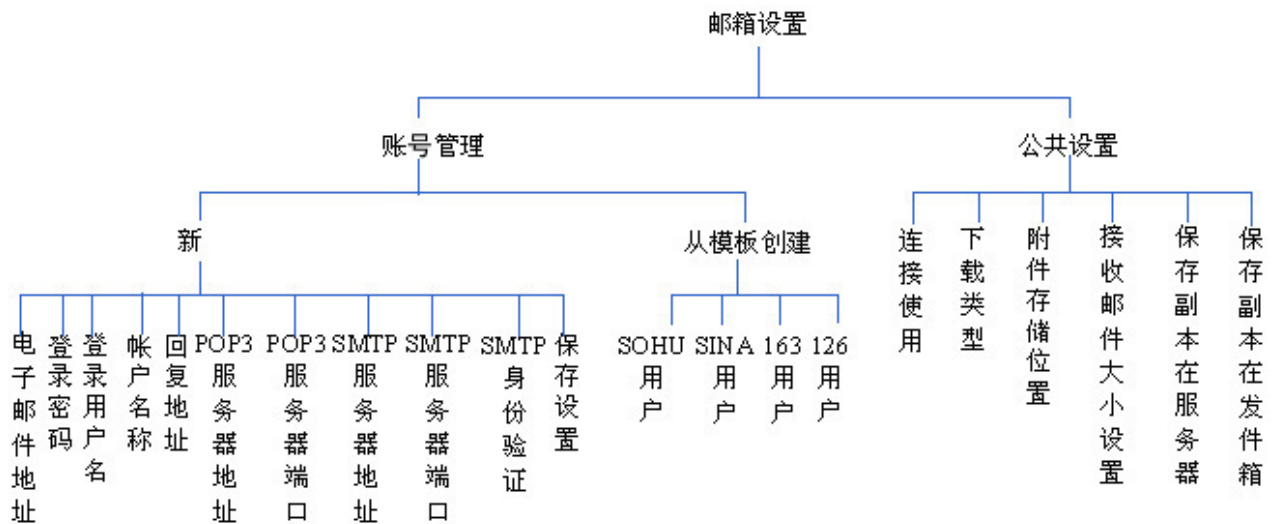 邮箱设置
账号管理
公共设置
新
从模板创建
连接使用
下载类型
附件存储位置
接收邮件大小设置
保存副本在服务器
保存副本在发件箱
电子邮件地址
登录密码
登录用户名
帐户名称
回复地址
POP3服务器地址
POP3服务器端口
SMTP服务器地址
SMTP服务器端口
SMTP身份验证
保存设置
SOHU用户
SINA用户
163用户
126用户